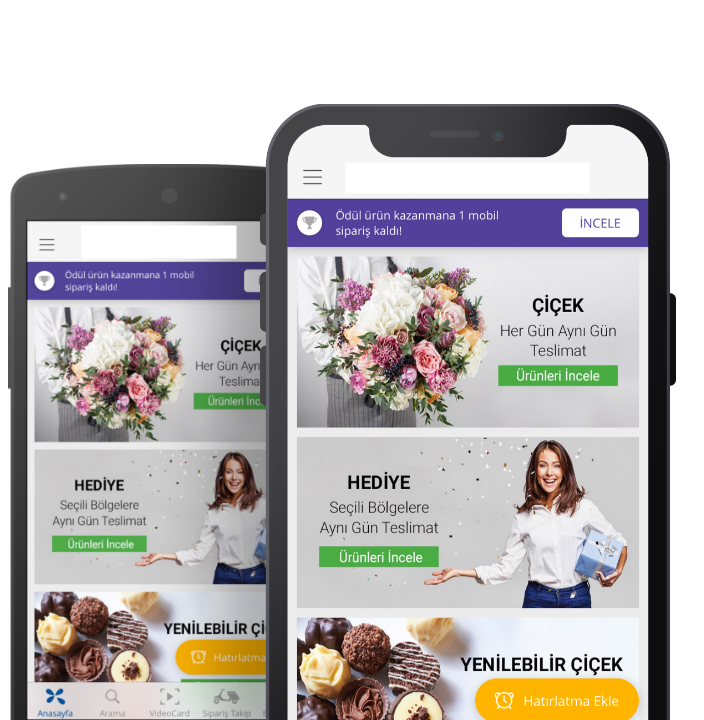 Ödül ürün kazanmana 1 mobil
sipariş kaldı!
ÇİÇEK
Her Gün Aynı
Teslimat
Ürünleri İnce
HEDİYE
Seçili Bölgelere
Aynı Gün Teslimat
Ürünleri İncele
YENİLEBİLİR Çİ
Hatırlatma
Anasayfa
Arama
VideoCard
Sipariş Takip
Ödül ürün kazanmana 1 mobil
sipariş kaldı!
İNCELE
ÇİÇEK
Her Gün Aynı Gün
Teslimat
Ürünleri İncele
HEDİYE
Seçili Bölgelere
Aynı Gün Teslimat
Ürünleri İncele
YENİLEBİLİR ÇİÇEK
Hatırlatma Ekle